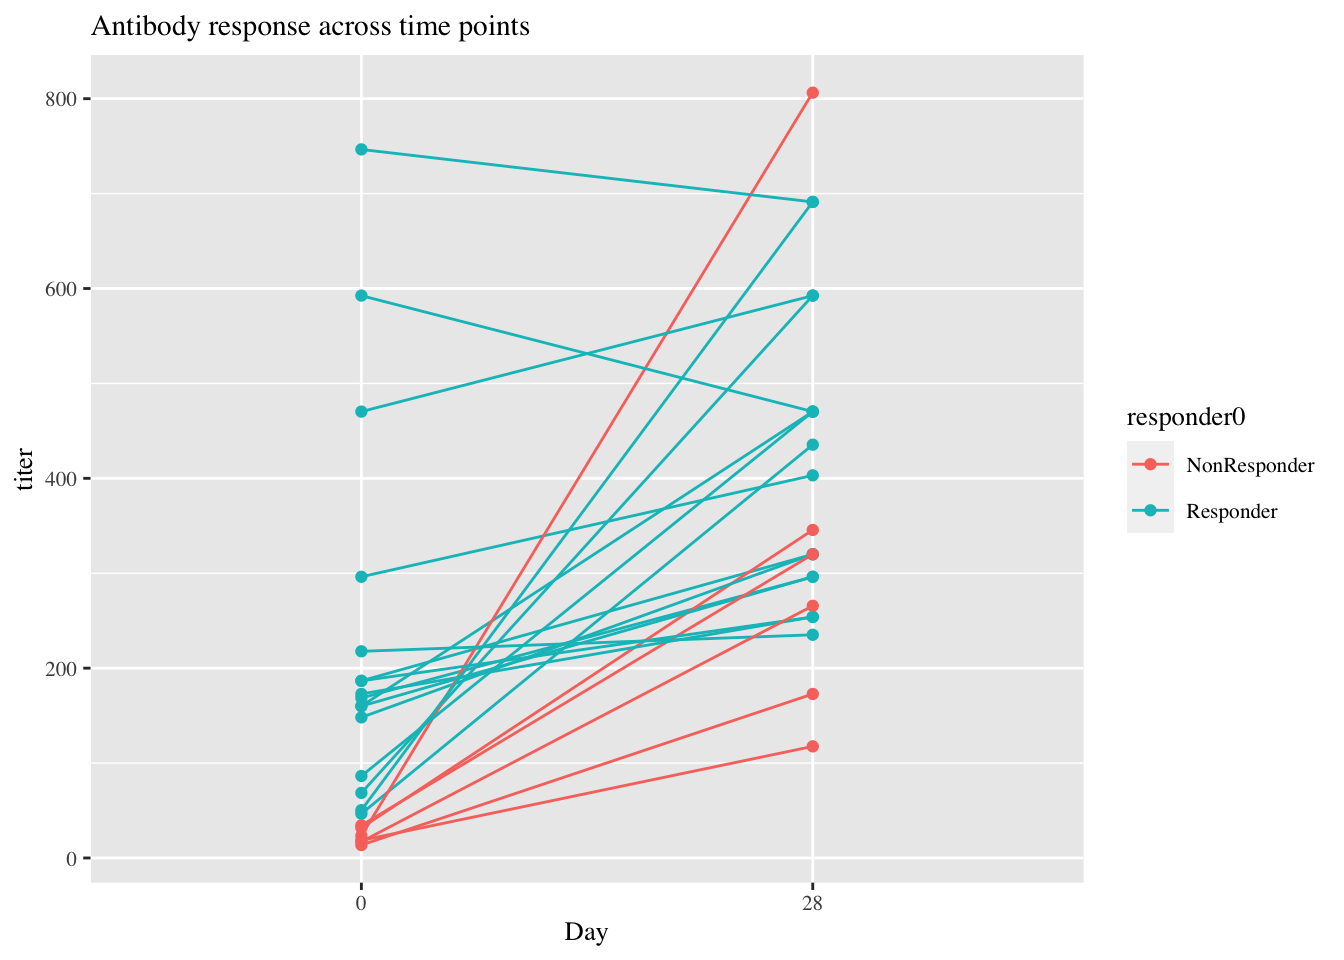 Antibody response across time points
800
600
400
200
0
titer
0
28
Day
responder0
NonResponder
Responder